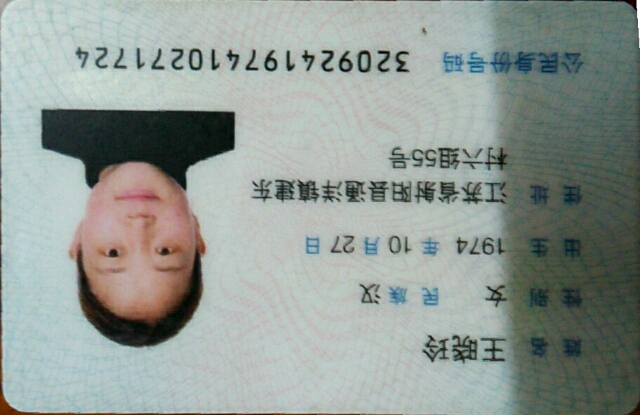 姓名 王晓玲
性别 女 民族 汉
出生 1974 年 10 月 27 日
住址 江苏省射阳县通洋镇建东
村六组55号
公民身份号码 320924197410271724